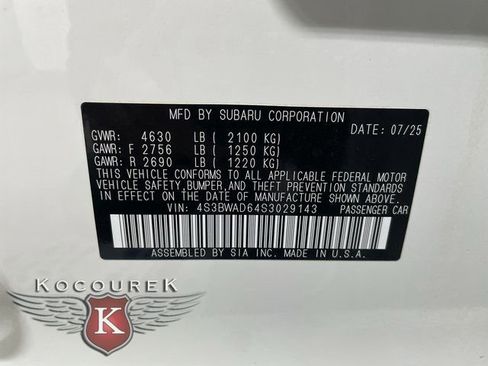 MFD BY SUBARU CORPORATION
DATE: 07/25
GVWR: 4630 LB ( 2100 KG)
GAWR: F 2756 LB ( 1250 KG)
GAWR: R 2690 LB ( 1220 KG)
THIS VEHICLE CONFORMS TO ALL APPLICABLE FEDERAL MOTOR
VEHICLE SAFETY, BUMPER, AND THEFT PREVENTION STANDARDS
IN EFFECT ON THE DATE OF MANUFACTURE SHOWN ABOVE.
VIN: 4S3BWAD64S3029143 PASSENGER CAR
ASSEMBLED BY SIA INC. MADE IN U.S.A.
KOCOUREK
K